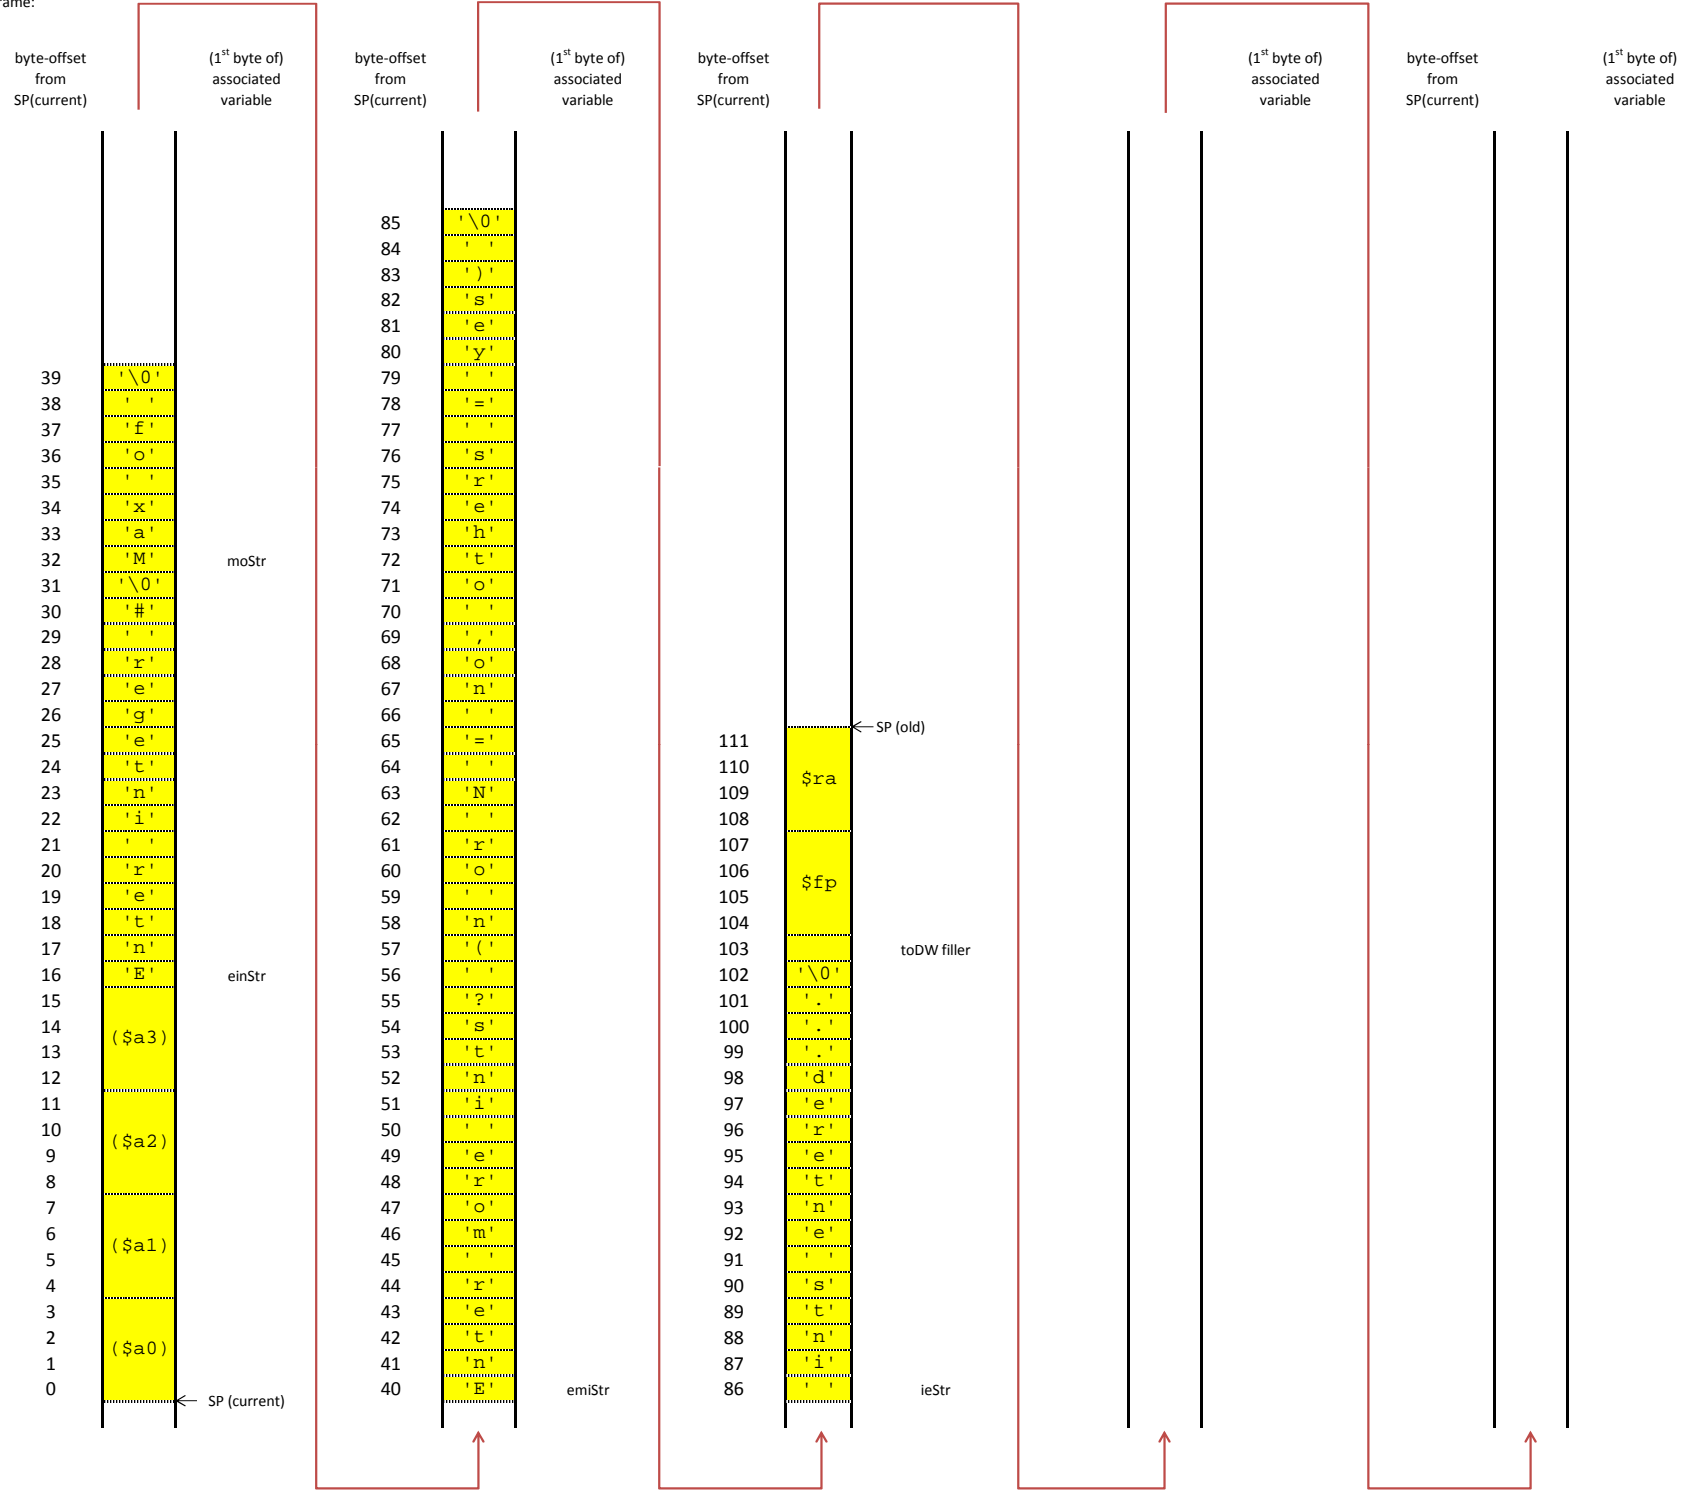 rame:
byte-offset (1st byte of) byte-offset (1st byte of) byte-offset (1st byte of) byte-offset (1st byte of)
from associated from associated from associated from associated
SP(current) variable SP(current) variable SP(current) variable SP(current) variable
85 '\0'
84 ' '
83 ')'
82 's'
81 'e'
80 'y'
39 '\0' 79 ' '
38 ' ' 78 '='
37 'f' 77 ' '
36 'o' 76 's'
35 ' ' 75 'r'
34 'x' 74 'e'
33 'a' 73 'h'
32 'M' moStr 72 't'
31 '\0' 71 'o'
30 '#' 70 ' '
29 ' ' 69 ','
28 'r' 68 'o'
27 'e' 67 'n'
26 'g' 66 ' ' SP (old)
25 'e' 65 '=' 111
24 't' 64 ' ' 110 $ra
23 'n' 63 'N' 109
22 'i' 62 ' ' 108
21 ' ' 61 'r' 107
20 'r' 60 'o' 106 $fp
19 'e' 59 ' ' 105
18 't' 58 'n' 104
17 'n' 57 '(' 103 toDW filler
16 'E' einStr 56 ' ' 102 '\0'
15 55 '?' 101 '.'
14 ($a3) 54 's' 100 '.'
13 53 't' 99 '.'
12 52 'n' 98 'd'
11 51 'i' 97 'e'
10 ($a2) 50 ' ' 96 'r'
9 49 'e' 95 'e'
8 48 'r' 94 't'
7 47 'o' 93 'n'
6 ($a1) 46 'm' 92 'e'
5 45 ' ' 91 ' '
4 44 'r' 90 's'
3 43 'e' 89 't'
2 ($a0) 42 't' 88 'n'
1 41 'n' 87 'i'
0 40 'E' emiStr 86 ' ' ieStr
SP (current)